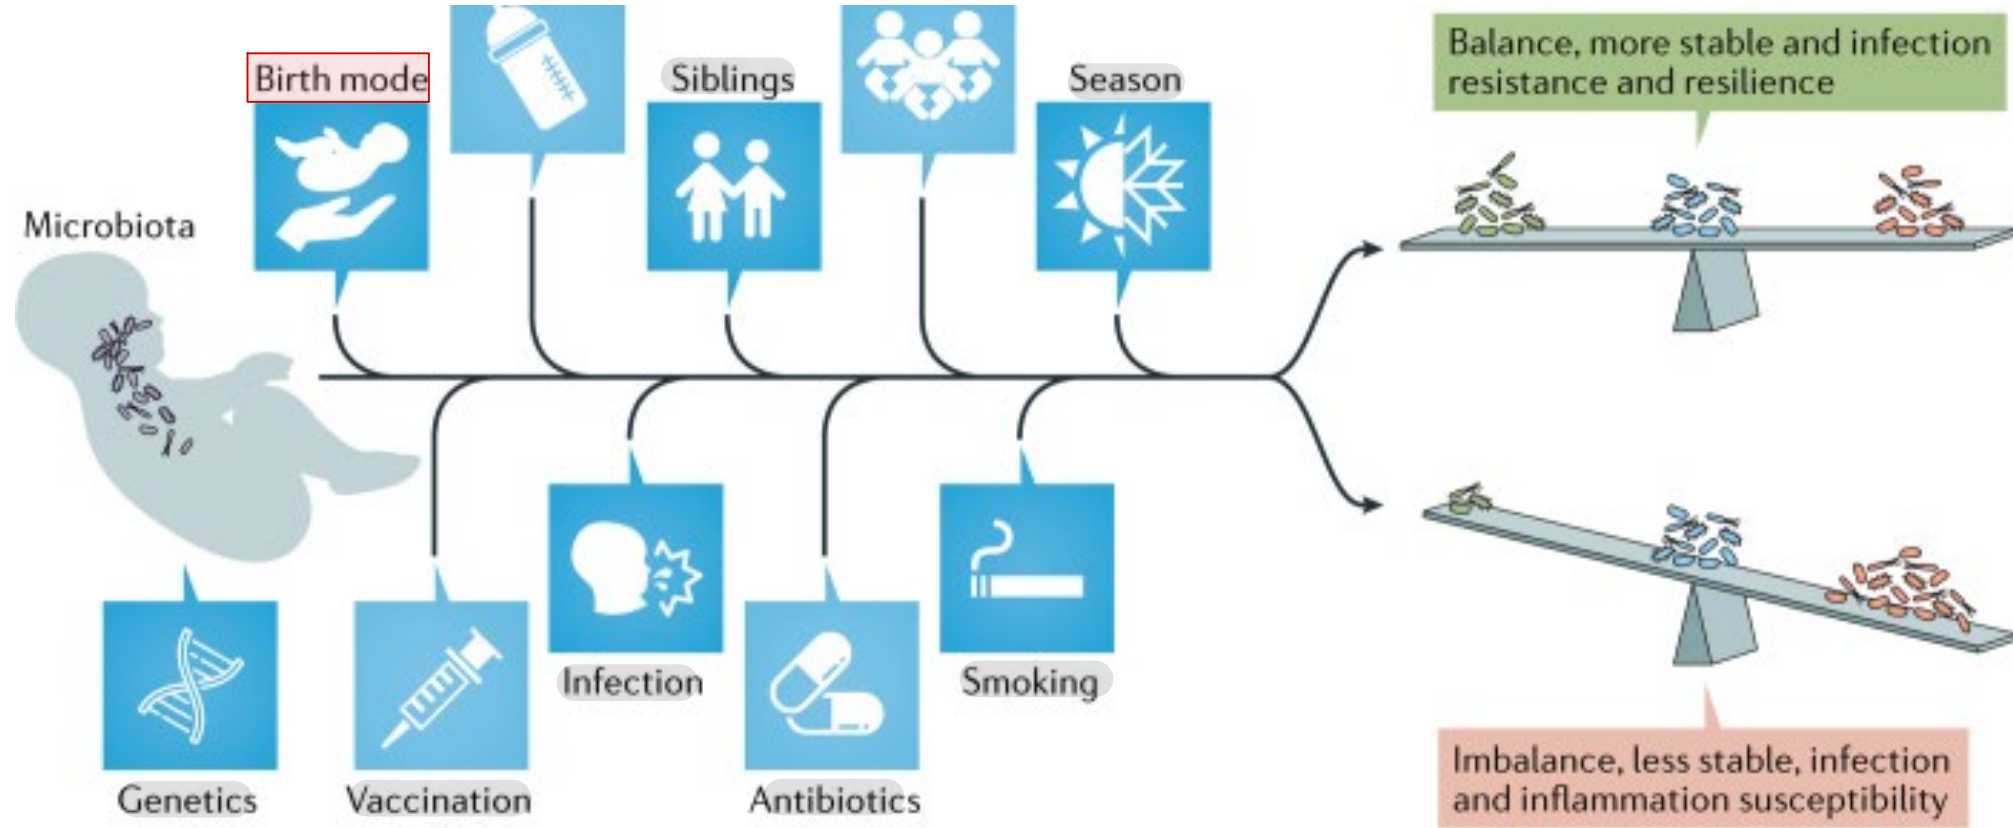 Birth mode
Siblings
Season
Microbiota
Balance, more stable and infection
resistance and resilience
Infection
Smoking
Genetics
Vaccination
Antibiotics
Imbalance, less stable, infection
and inflammation susceptibility